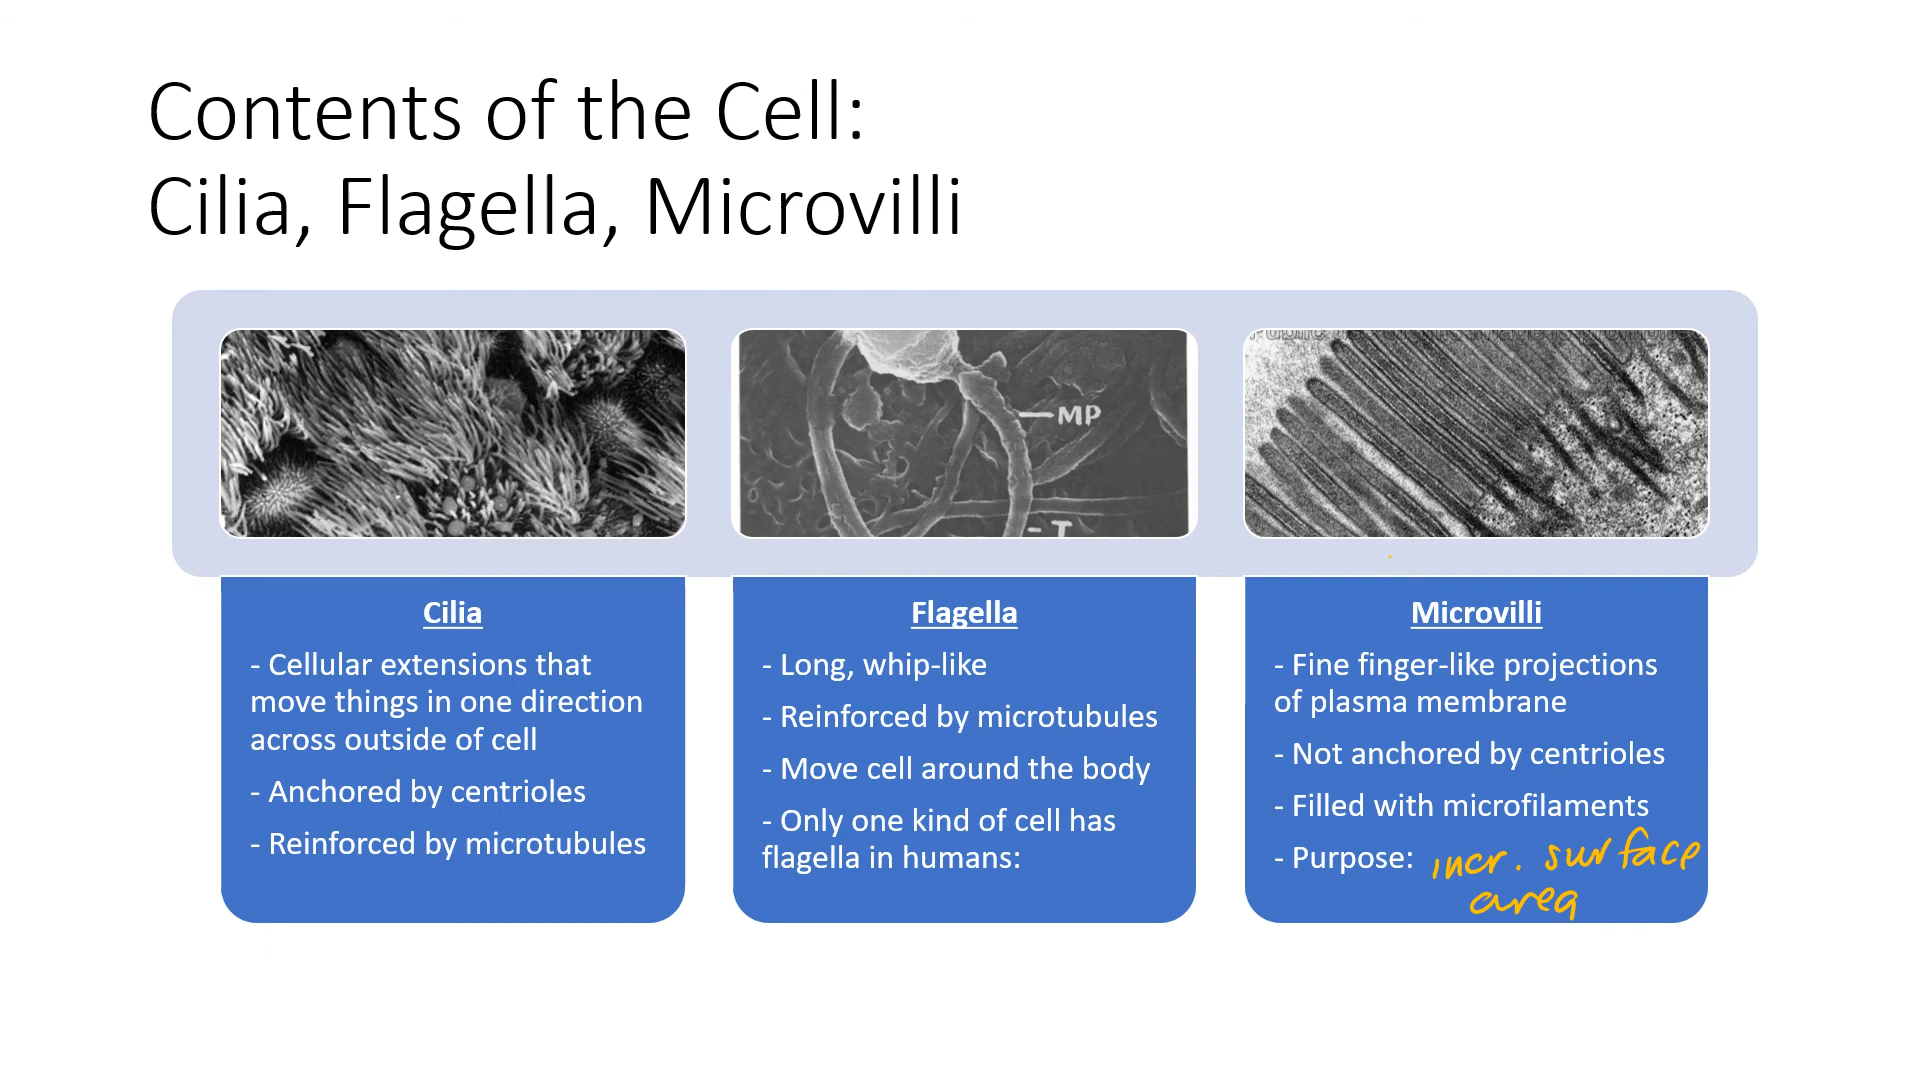 Contents of the Cell:
Cilia, Flagella, Microvilli
MP
- T
Cilia
- Cellular extensions that
move things in one direction
across outside of cell
- Anchored by centrioles
- Reinforced by microtubules
Flagella
- Long, whip-like
- Reinforced by microtubules
- Move cell around the body
- Only one kind of cell has
flagella in humans:
Microvilli
- Fine finger-like projections
of plasma membrane
- Not anchored by centrioles
- Filled with microfilaments
- Purpose: incr. surface
area